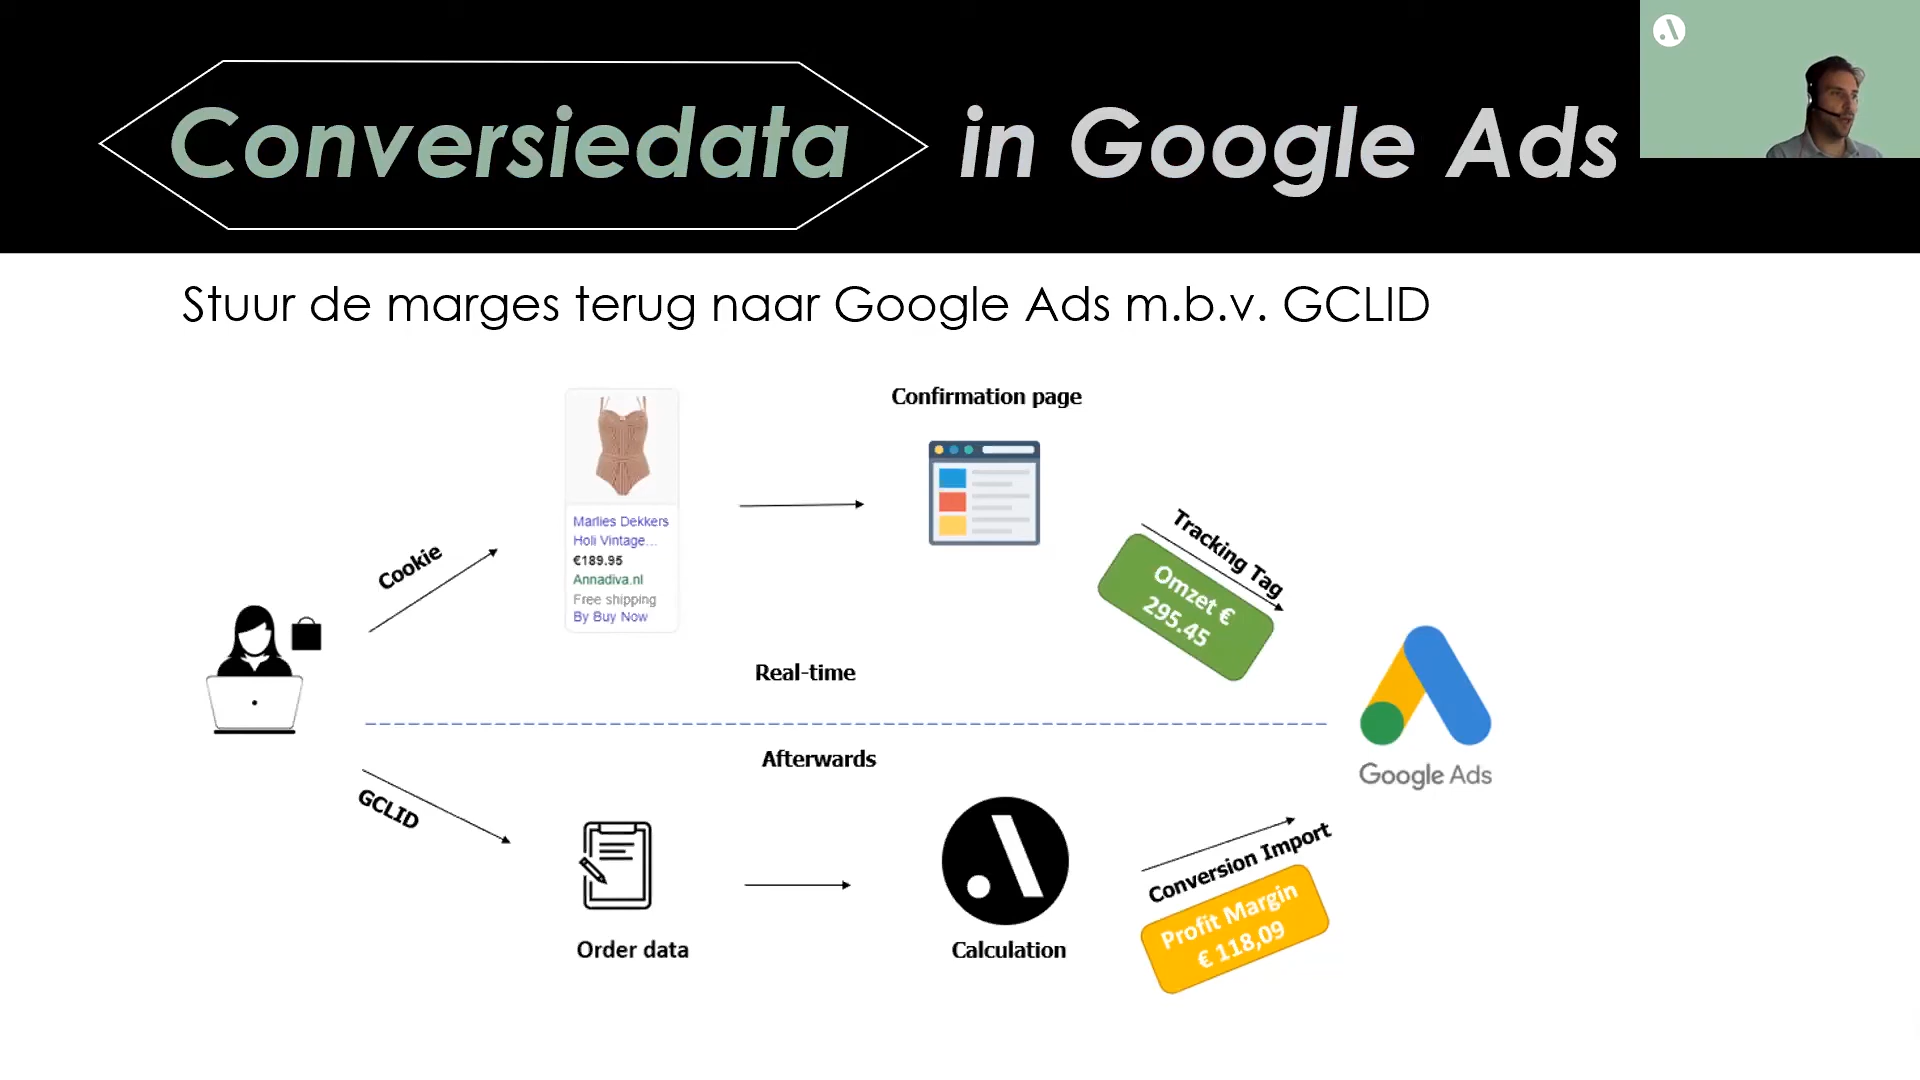 Conversiedata in Google Ads
Stuur de marges terug naar Google Ads m.b.v. GCLID
Confirmation page
Marlies Dekkers
Holi Vintage...
€189.95
Annadiva.nl
Free shipping
By Buy Now
Cookie
Tracking Tag
Omzet €
295.45
Real-time
Afterwards
Google Ads
GCLID
Conversion Import
Profit Margin
€ 118,09
Order data
Calculation